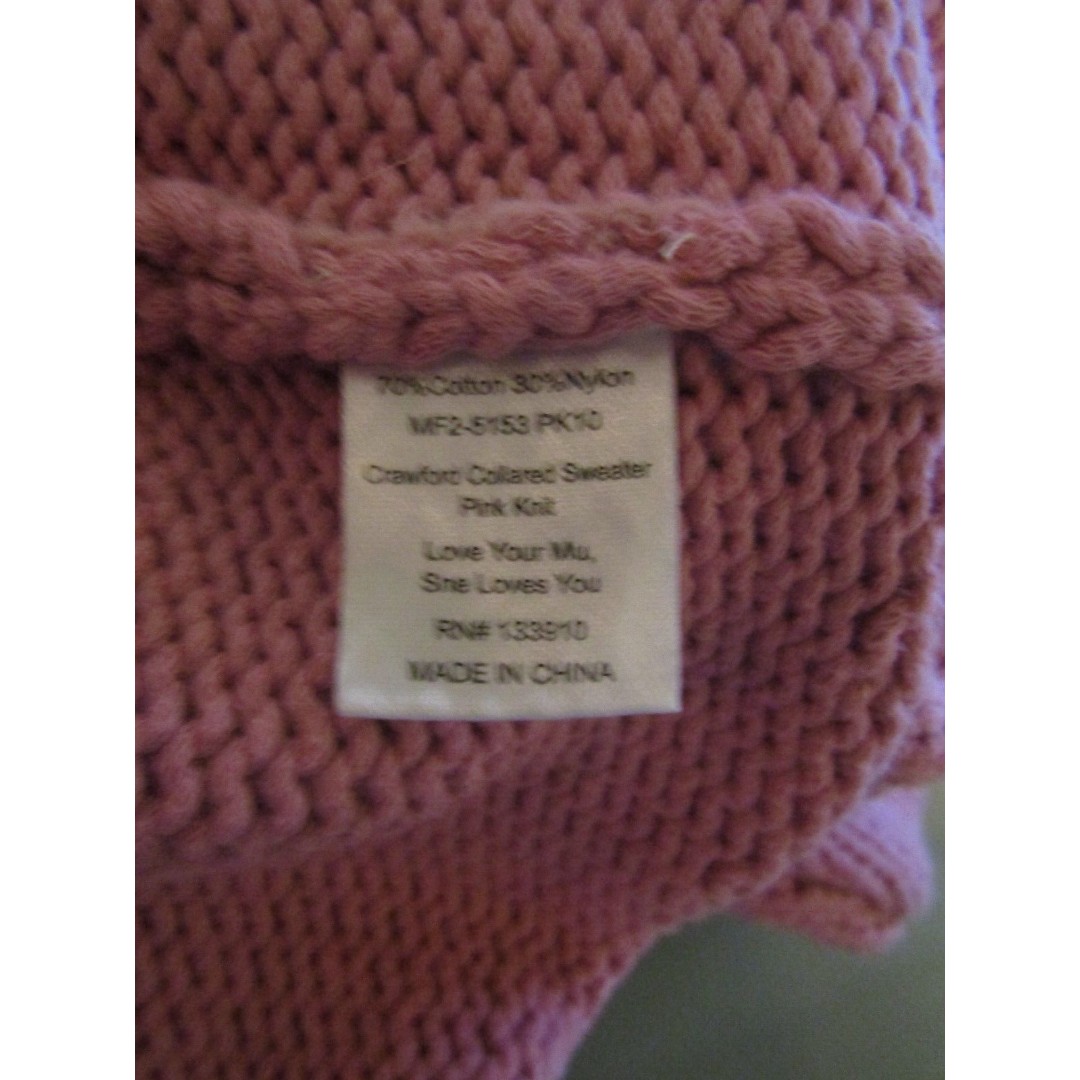 70%Cotton 30%Nylon
MF2-5153 PK10
Crawford Collared Sweater
Pink Knit
Love Your Mu,
She Loves You
RN# 133910
MADE IN CHINA